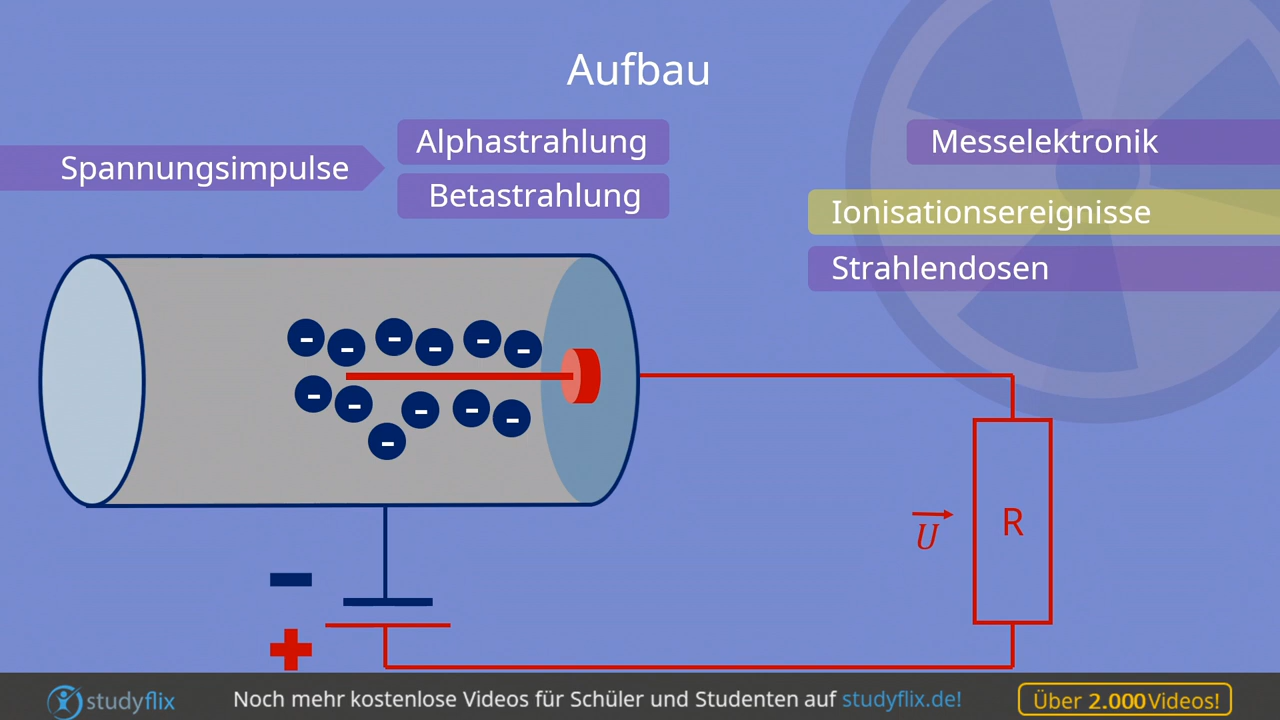 Aufbau
Spannungsimpulse
Alphastrahlung
Betastrahlung
Messelektronik
Ionisationsereignisse
Strahlendosen
- - - - - -
- - - - - -
R
U
studyflix
Noch mehr kostenlose Videos für Schüler und Studenten auf studyflix.de!
Über 2.000 Videos!